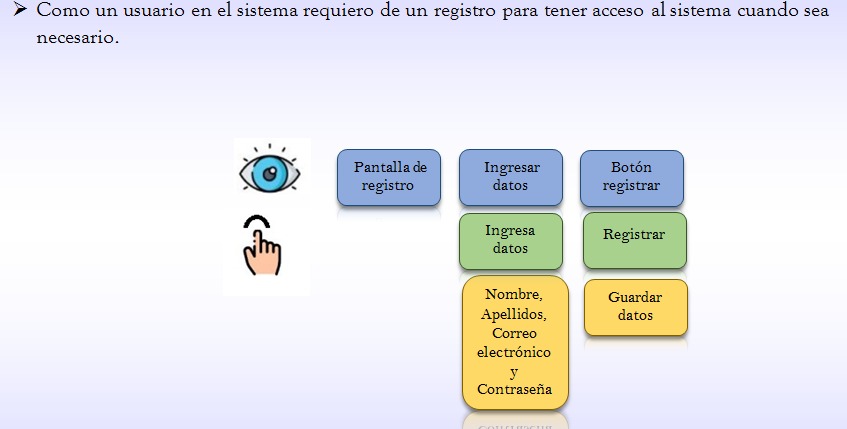 Como un usuario en el sistema requiero de un registro para tener acceso al sistema cuando sea
necesario.
Pantalla de
registro
Ingresar
datos
Botón
registrar
Ingresa
datos
Registrar
Nombre,
Apellidos,
Correo
electrónico
y
Contraseña
Guardar
datos